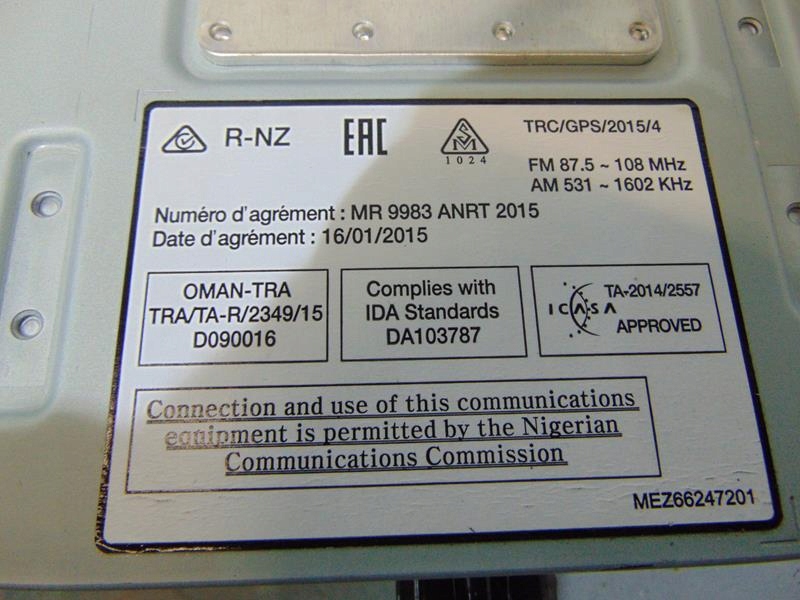 R-NZ
EAC
SM
1024
TRC/GPS/2015/4
FM 87.5 ~ 108 MHz
AM 531 ~ 1602 KHz
Numéro d'agrément : MR 9983 ANRT 2015
Date d'agrément : 16/01/2015
OMAN-TRA
TRA/TA-R/2349/15
D090016
Complies with
IDA Standards
DA103787
ICASA
TA-2014/2557
APPROVED
Connection and use of this communications
equipment is permitted by the Nigerian
Communications Commission
MEZ66247201